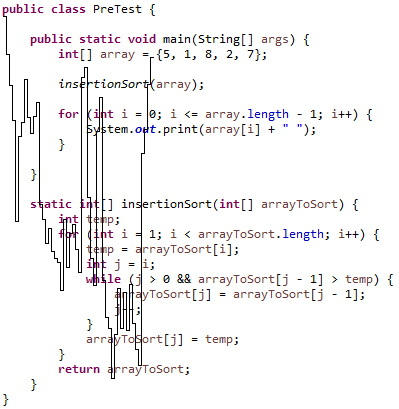 public class PreTest {
public static void main(String[] args) {
int[] array = {5, 1, 8, 2, 7};
insertionSort(array);
for (int i = 0; i <= array.length - 1; i++) {
System.out.print(array[i] + " ");
}
}
static int[] insertionSort(int[] arrayToSort) {
int temp;
for (int i = 1; i < arrayToSort.length; i++) {
temp = arrayToSort[i];
int j = i;
while (j > 0 && arrayToSort[j - 1] > temp) {
arrayToSort[j] = arrayToSort[j - 1];
j--;
}
arrayToSort[j] = temp;
}
return arrayToSort;
}
}